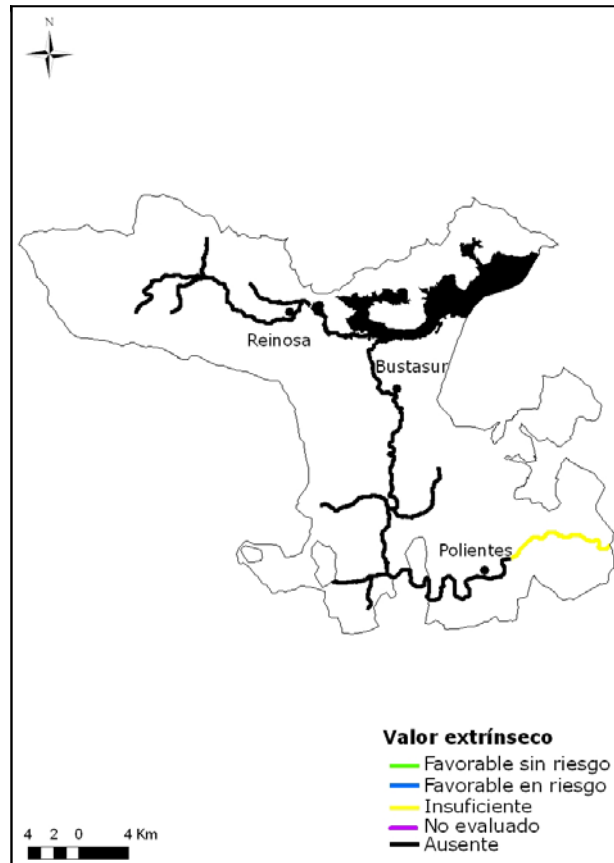 N
Reinosa
Bustasur
Polientes
Valor extrínseco
Favorable sin riesgo
Favorable en riesgo
Insuficiente
No evaluado
Ausente
4 2 0 4 Km